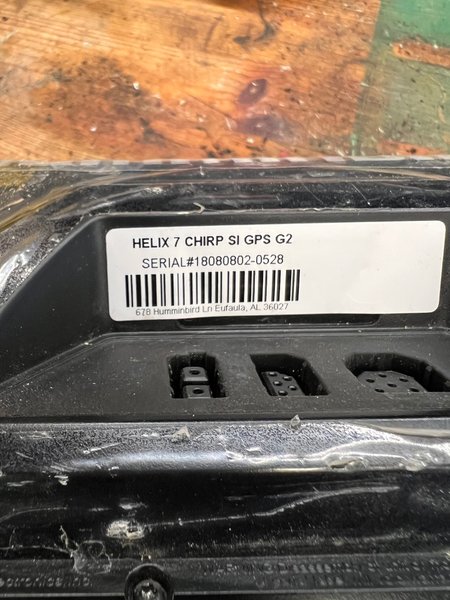 HELIX 7 CHIRP SI GPS G2
SERIAL#18080802-0528
678 Humminbird Ln Eufaula, AL 36027